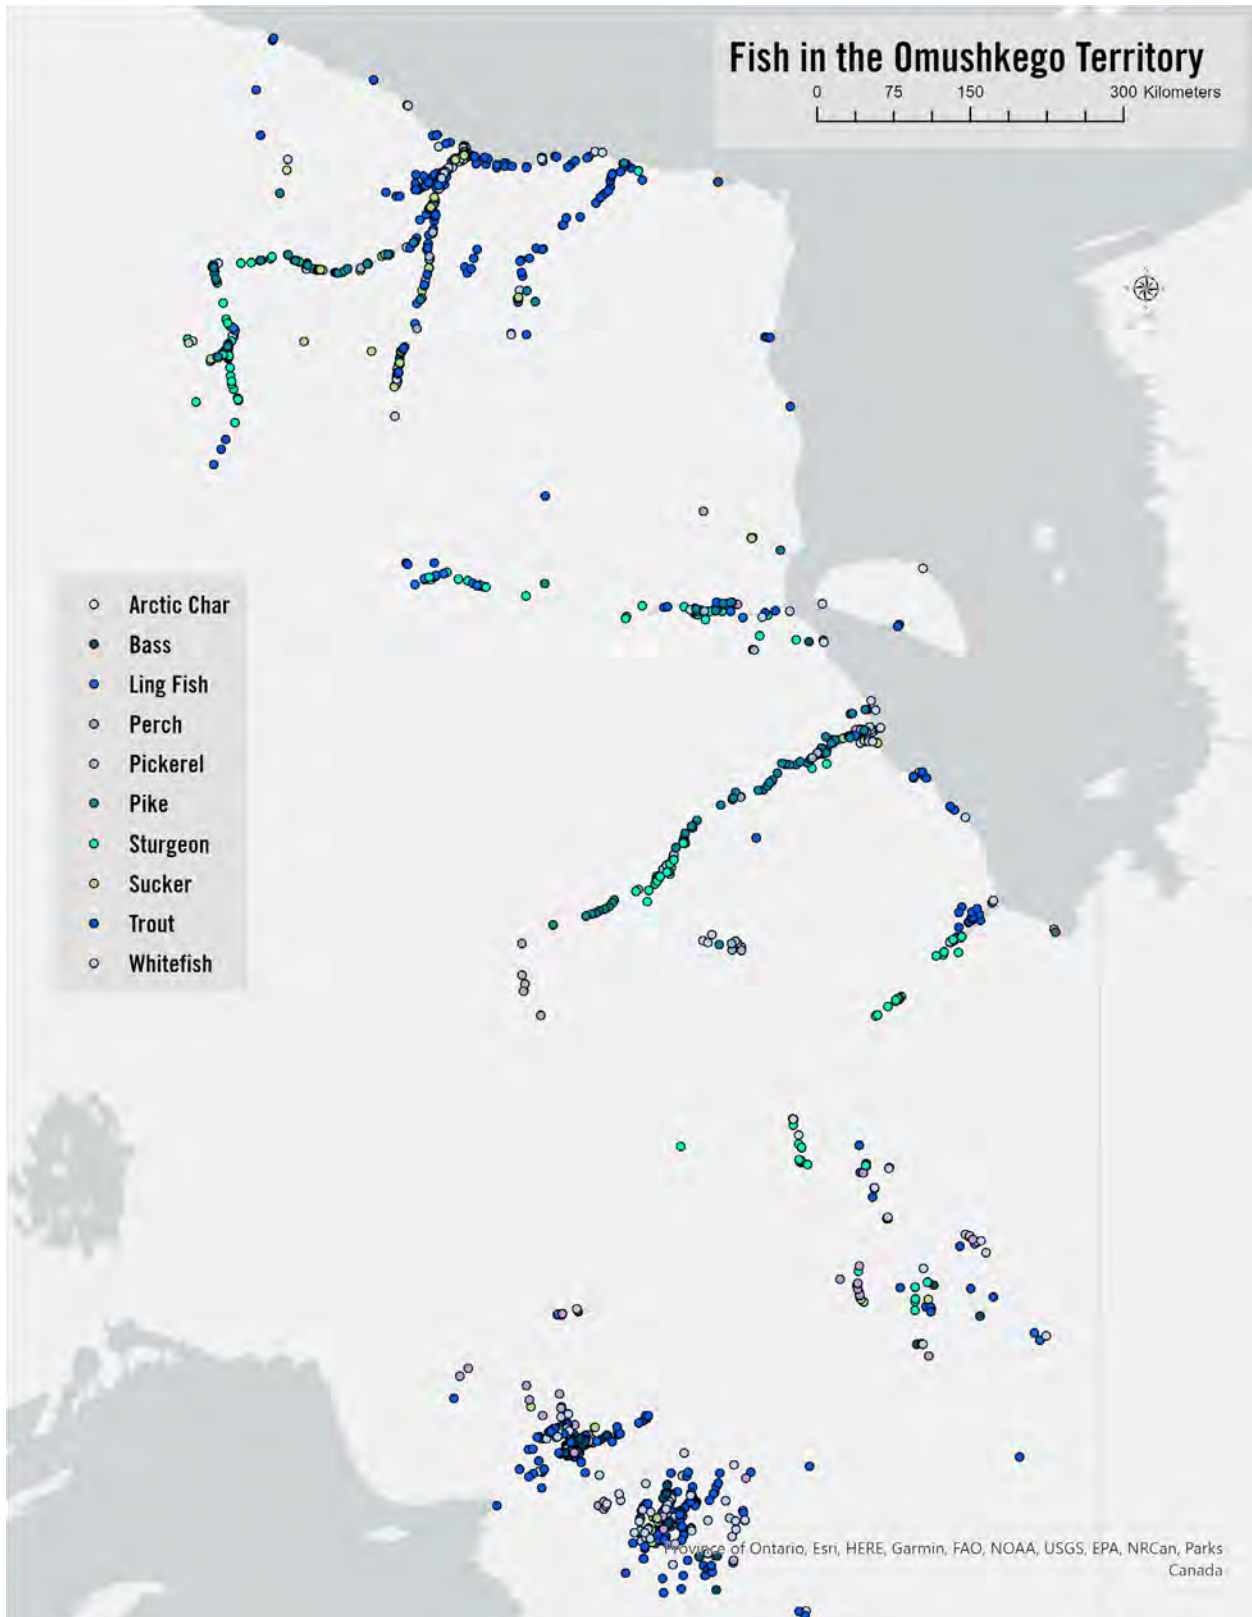 Fish in the Omushkego Territory
0 75 150 300 Kilometers
Arctic Char
Bass
Ling Fish
Perch
Pickerel
Pike
Sturgeon
Sucker
Trout
Whitefish
Province of Ontario, Esri, HERE, Garmin, FAO, NOAA, USGS, EPA, NRCan, Parks
Canada